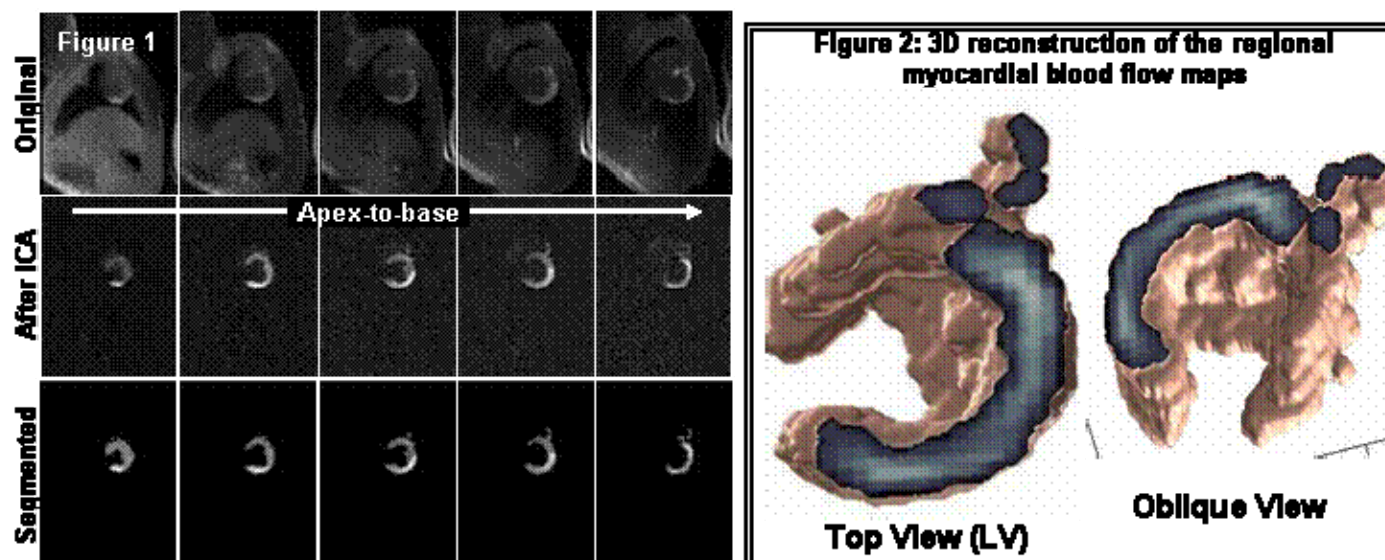 Figure 1
Original
Apex-to-base
After ICA
Segmented
Figure 2: 3D reconstruction of the regional
myocardial blood flow maps
Top View (LV)
Oblique View